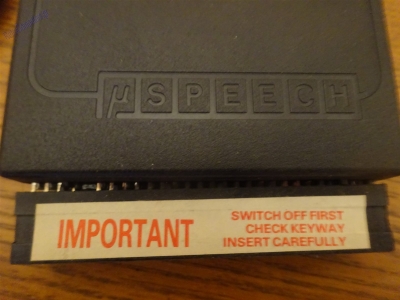 µSPEECH
IMPORTANT
SWITCH OFF FIRST
CHECK KEYWAY
INSERT CAREFULLY